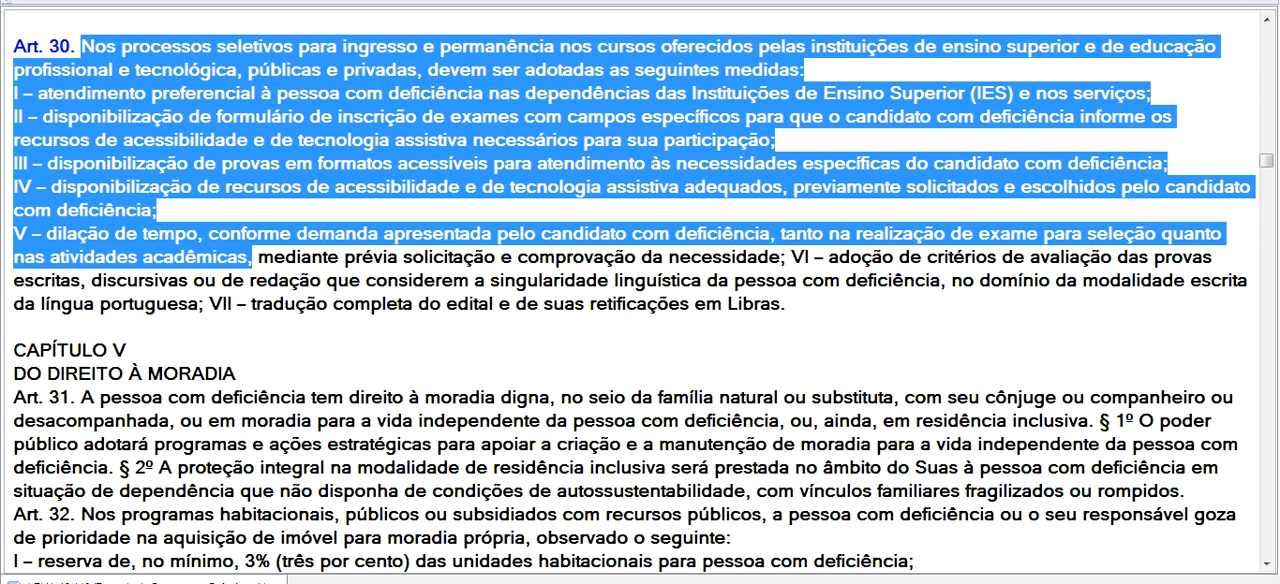 Art. 30. Nos processos seletivos para ingresso e permanência nos cursos oferecidos pelas instituições de ensino superior e de educação
profissional e tecnológica, públicas e privadas, devem ser adotadas as seguintes medidas:
I – atendimento preferencial à pessoa com deficiência nas dependências das Instituições de Ensino Superior (IES) e nos serviços;
II – disponibilização de formulário de inscrição de exames com campos específicos para que o candidato com deficiência informe os
recursos de acessibilidade e de tecnologia assistiva necessários para sua participação;
III – disponibilização de provas em formatos acessíveis para atendimento às necessidades específicas do candidato com deficiência;
IV – disponibilização de recursos de acessibilidade e de tecnologia assistiva adequados, previamente solicitados e escolhidos pelo candidato
com deficiência;
V – dilação de tempo, conforme demanda apresentada pelo candidato com deficiência, tanto na realização de exame para seleção quanto
nas atividades acadêmicas, mediante prévia solicitação e comprovação da necessidade; VI – adoção de critérios de avaliação das provas
escritas, discursivas ou de redação que considerem a singularidade linguística da pessoa com deficiência, no domínio da modalidade escrita
da língua portuguesa; VII – tradução completa do edital e de suas retificações em Libras.
CAPÍTULO V
DO DIREITO À MORADIA
Art. 31. A pessoa com deficiência tem direito à moradia digna, no seio da família natural ou substituta, com seu cônjuge ou companheiro ou
desacompanhada, ou em moradia para a vida independente da pessoa com deficiência, ou, ainda, em residência inclusiva. § 1º O poder
público adotará programas e ações estratégicas para apoiar a criação e a manutenção de moradia para a vida independente da pessoa com
deficiência. § 2º A proteção integral na modalidade de residência inclusiva será prestada no âmbito do Suas à pessoa com deficiência em
situação de dependência que não disponha de condições de autossustentabilidade, com vínculos familiares fragilizados ou rompidos.
Art. 32. Nos programas habitacionais, públicos ou subsidiados com recursos públicos, a pessoa com deficiência ou o seu responsável goza
de prioridade na aquisição de imóvel para moradia própria, observado o seguinte:
I – reserva de, no mínimo, 3% (três por cento) das unidades habitacionais para pessoa com deficiência;